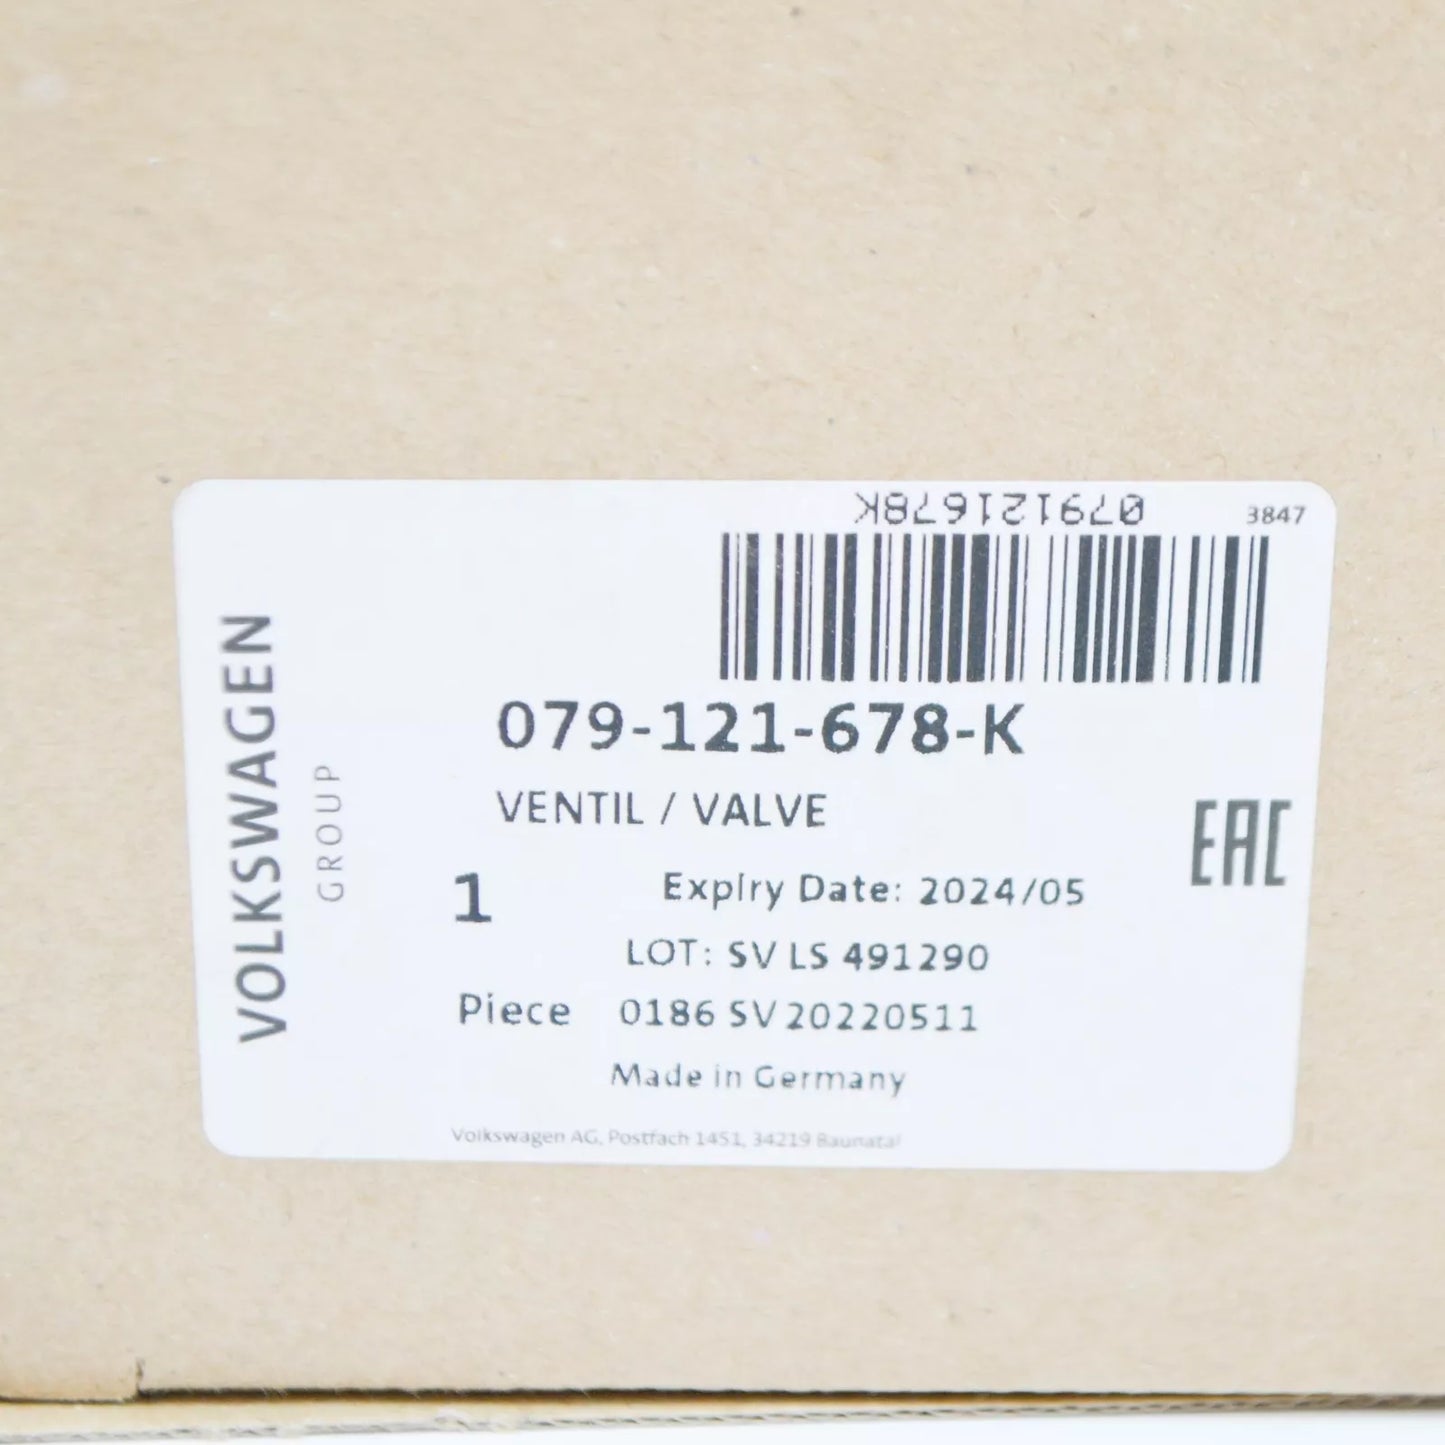 079121678K
3847
079-121-678-K
VENTIL / VALVE
EAC
1
Expiry Date: 2024/05
LOT: SV LS 491290
Piece 0186 SV 20220511
Made in Germany
Volkswagen AG, Postfach 1451, 34219 Baunatal
VOLKSWAGEN
GROUP